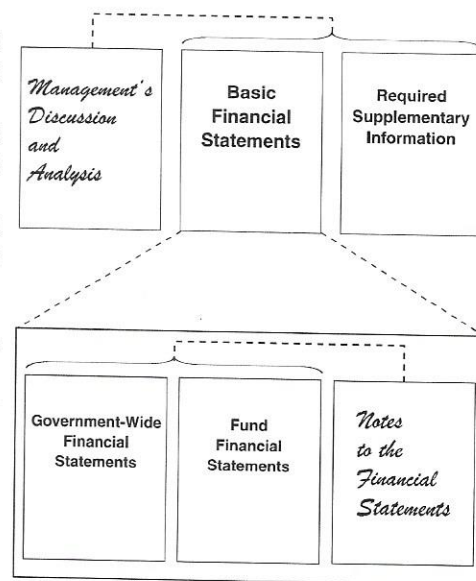 Management's
Discussion
and
Analysis
Basic
Financial
Statements
Required
Supplementary
Information
Government-Wide
Financial
Statements
Fund
Financial
Statements
Notes
to the
Financial
Statements